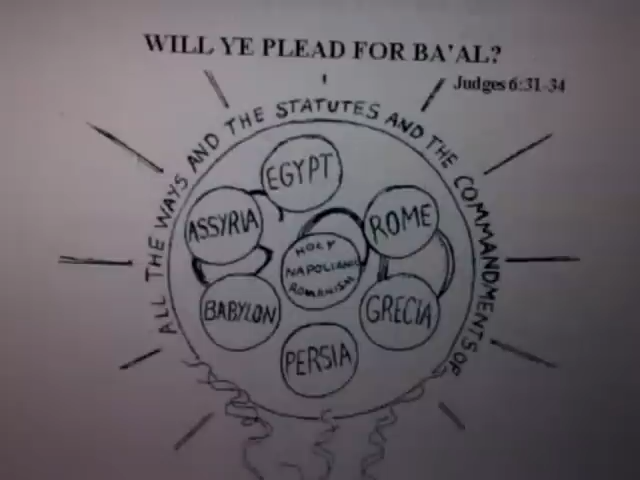 WILL YE PLEAD FOR BA'AL?
Judges 6:31-34
ALL THE WAYS AND THE STATUTES AND THE COMMANDMENTS OF
EGYPT
ASSYRIA
ROME
HOLY
NAPOLIANIC
ROMANISM
BABYLON
GRECIA
PERSIA